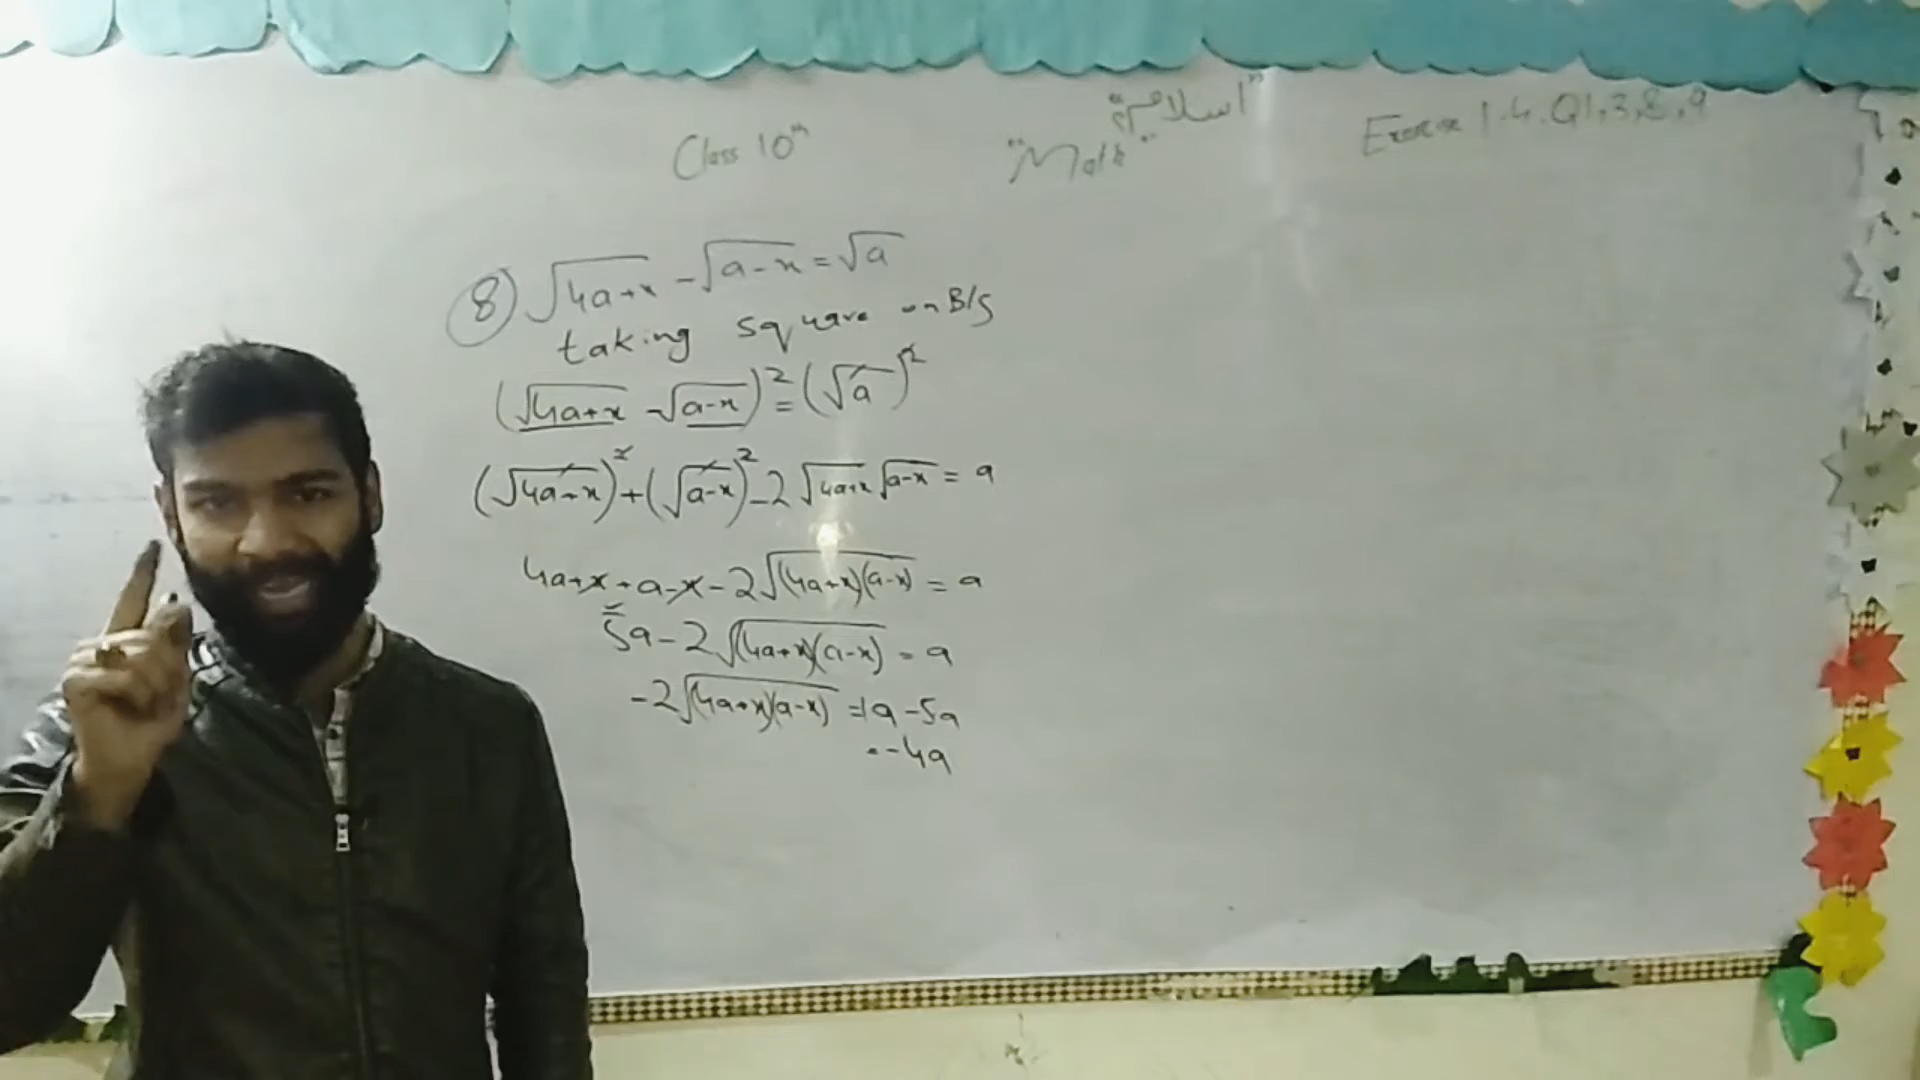 Class 10th
"اسلام"
"Math"
Exercise 1.4. Q1,3,8,9
8) √(4a+x) - √(a-x) = √a
taking square on B/S
(√(4a+x) - √(a-x))² = (√a)²
(√(4a+x))² + (√(a-x))² - 2√(4a+x)√(a-x) = a
4a+x+a-x-2√((4a+x)(a-x)) = a
5a-2√((4a+x)(a-x)) = a
-2√((4a+x)(a-x)) = a-5a
= -4a